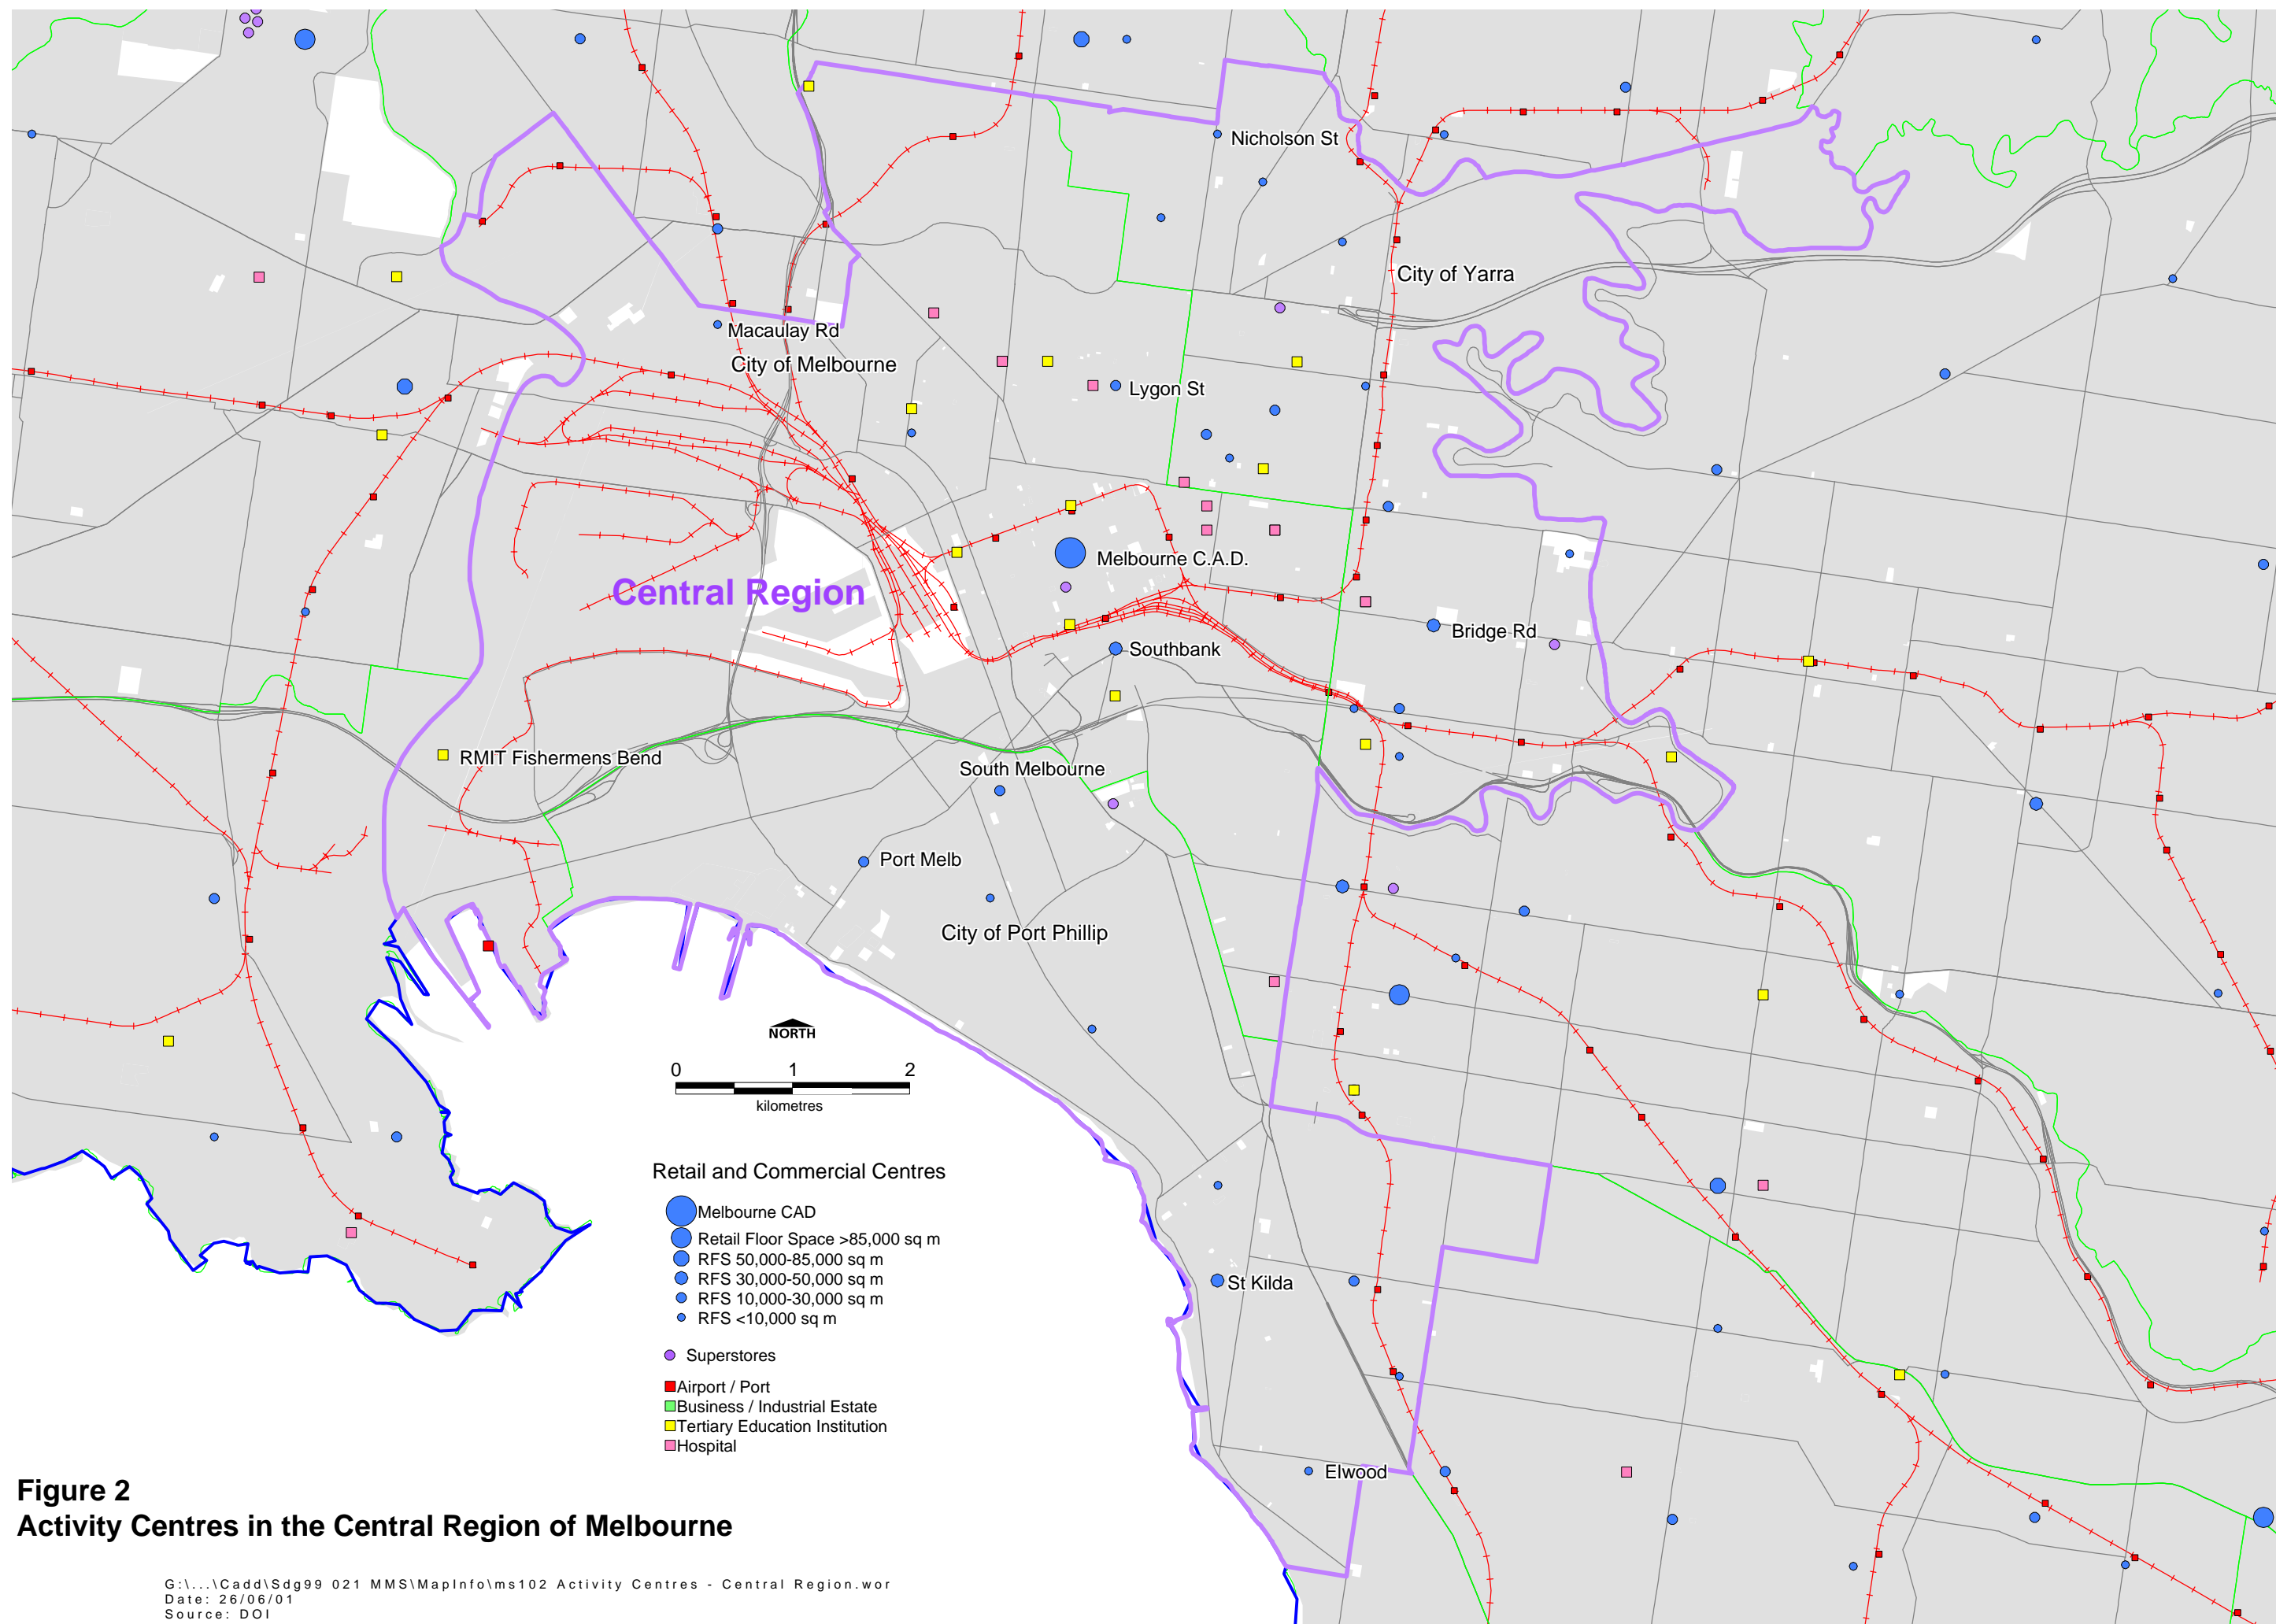 Nicholson St
City of Yarra
Macaulay Rd
City of Melbourne
Lygon St
Melbourne C.A.D.
Central Region
Bridge Rd
Southbank
RMIT Fishermens Bend
South Melbourne
Port Melb
City of Port Phillip
NORTH
0 1 2
kilometres
Retail and Commercial Centres
Melbourne CAD
Retail Floor Space >85,000 sq m
RFS 50,000-85,000 sq m
RFS 30,000-50,000 sq m
RFS 10,000-30,000 sq m
RFS <10,000 sq m
Superstores
Airport / Port
Business / Industrial Estate
Tertiary Education Institution
Hospital
St Kilda
Elwood
Figure 2
Activity Centres in the Central Region of Melbourne
G:\...\Cadd\Sdg99 021 MMS\MapInfo\ms102 Activity Centres - Central Region.wor
Date: 26/06/01
Source: DOI